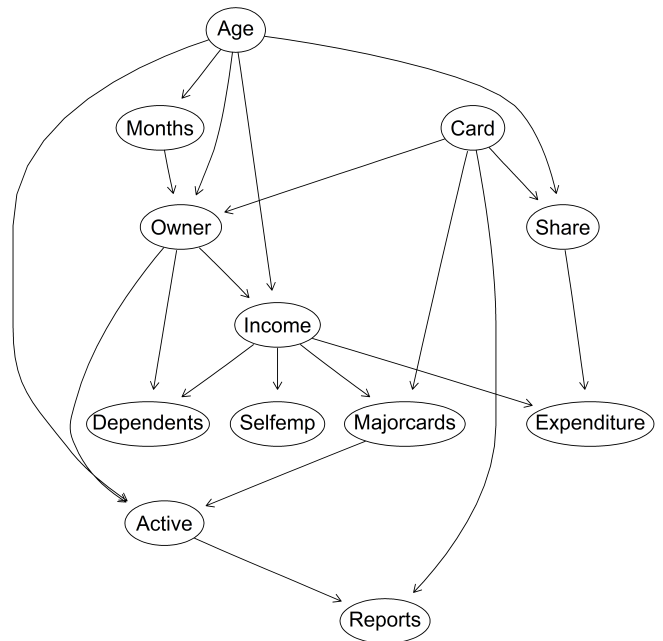 Age
Months
Card
Owner
Share
Income
Dependents
Selfemp
Majorcards
Expenditure
Active
Reports